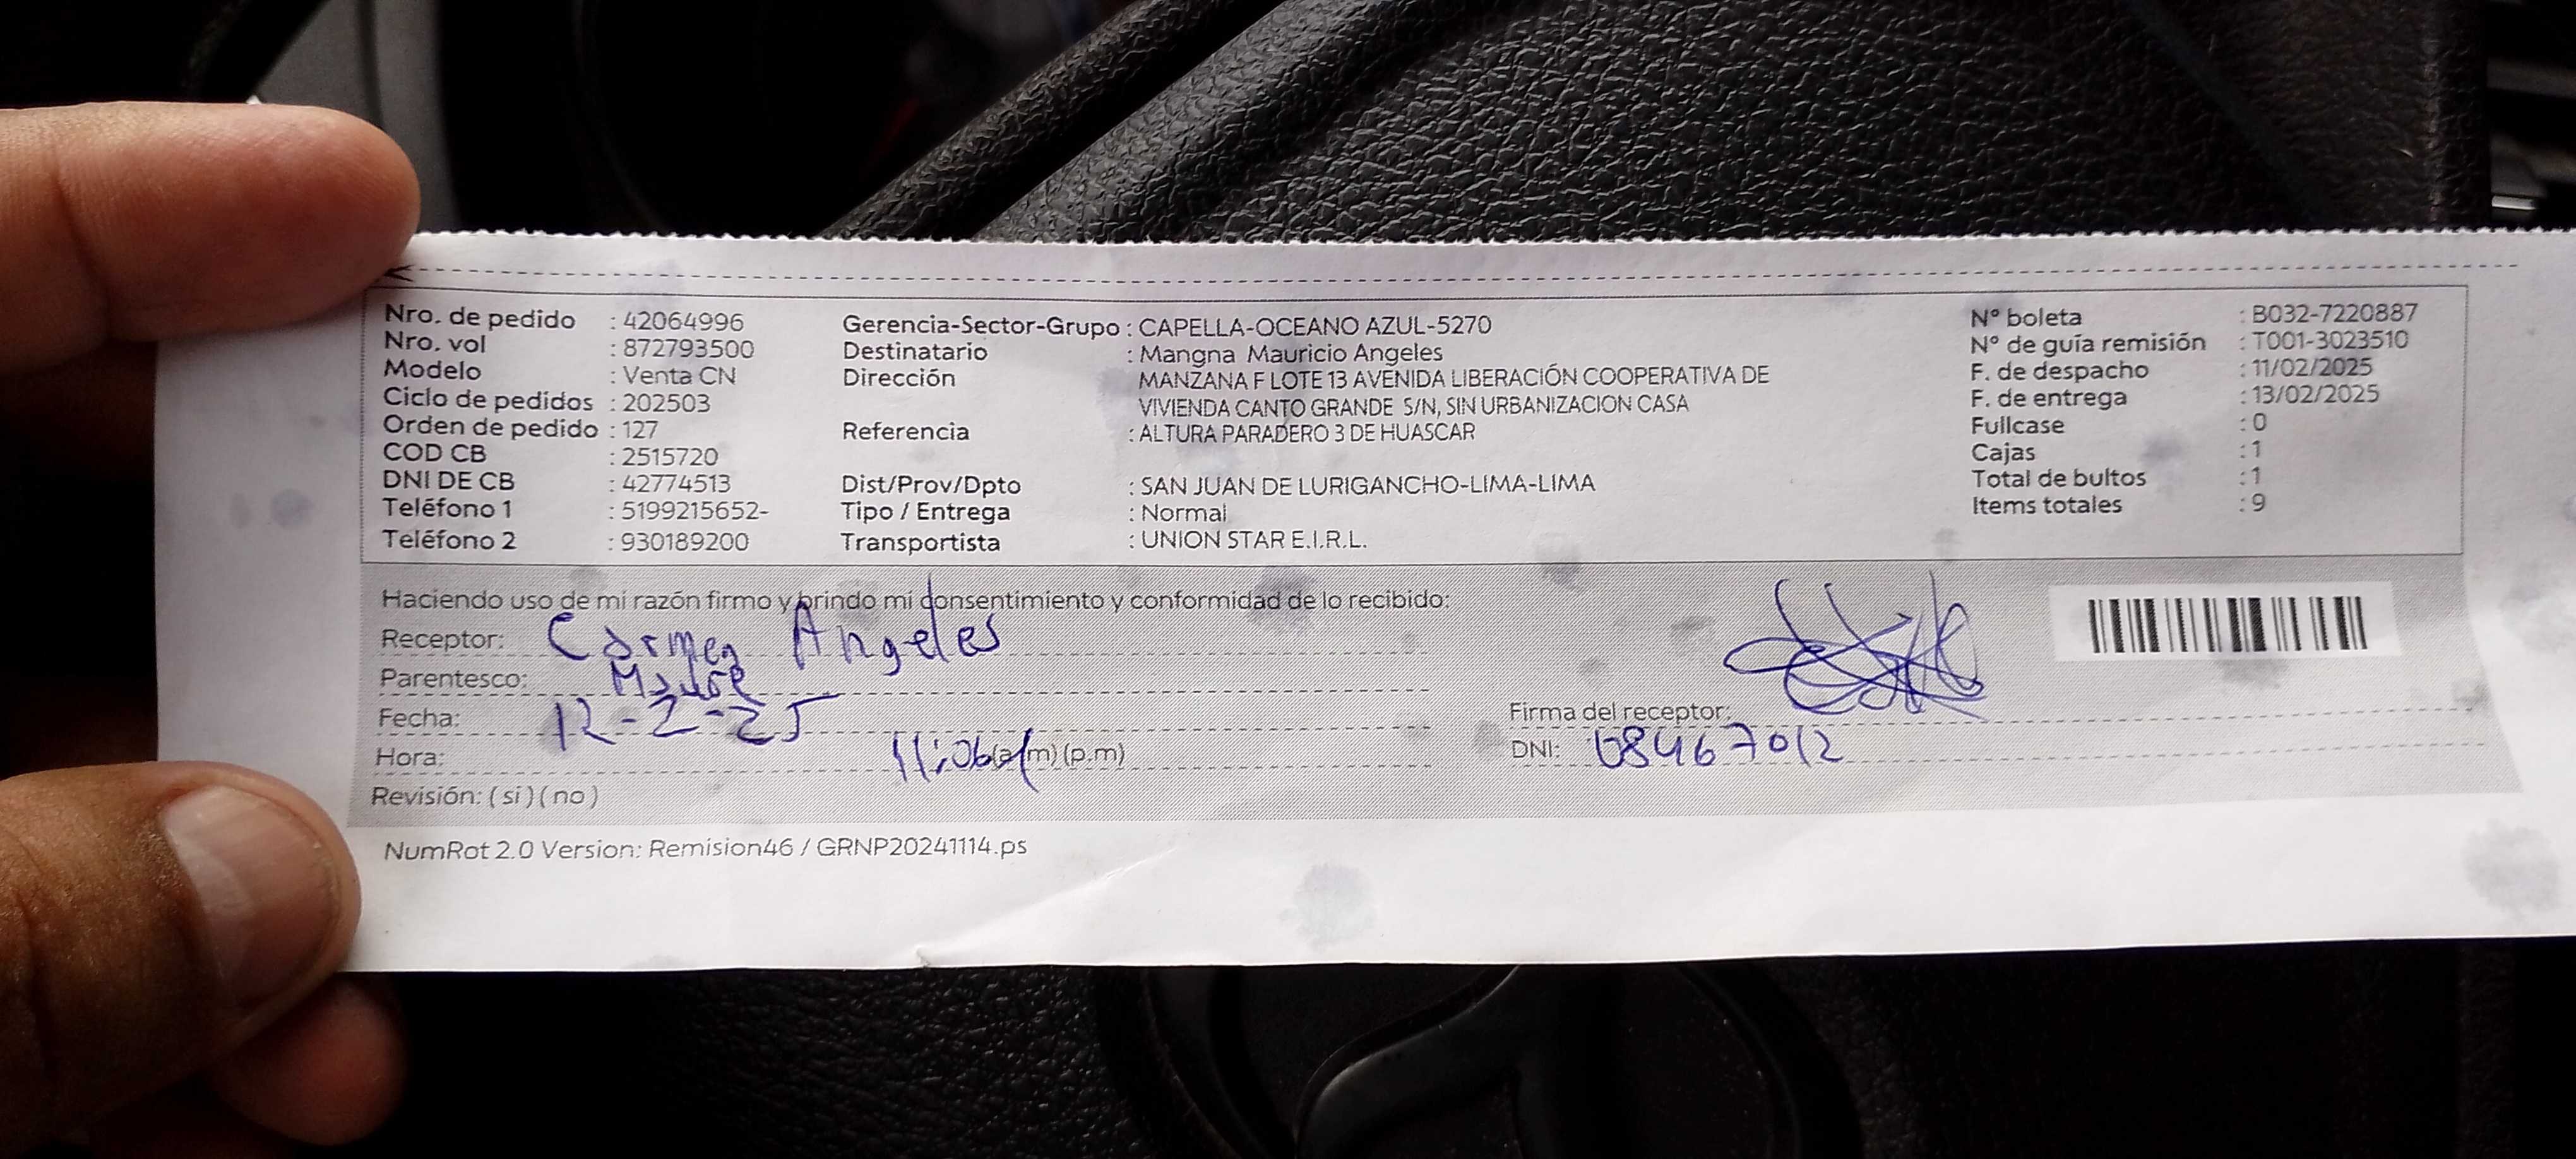 Nro. de pedido : 42064996
Nro. vol : 872793500
Modelo : Venta CN
Ciclo de pedidos : 202503
Orden de pedido : 127
COD CB : 2515720
DNI DE CB : 42774513
Teléfono 1 : 5199215652-
Teléfono 2 : 930189200
Gerencia-Sector-Grupo : CAPELLA-OCEANO AZUL-5270
Destinatario : Mangna Mauricio Angeles
Dirección : MANZANA F LOTE 13 AVENIDA LIBERACIÓN COOPERATIVA DE
VIVIENDA CANTO GRANDE S/N, SIN URBANIZACION CASA
Referencia : ALTURA PARADERO 3 DE HUASCAR
Dist/Prov/Dpto : SAN JUAN DE LURIGANCHO-LIMA-LIMA
Tipo / Entrega : Normal
Transportista : UNION STAR E.I.R.L.
N° boleta : B032-7220887
N° de guía remisión : T001-3023510
F. de despacho : 11/02/2025
F. de entrega : 13/02/2025
Fullcase : 0
Cajas : 1
Total de bultos : 1
Items totales : 9
Haciendo uso de mi razón firmo y brindo mi consentimiento y conformidad de lo recibido:
Receptor: Carmen Angeles
Parentesco: Madre
Fecha: 12-2-25
Hora: 11:06 (a.m) (p.m)
Revisión: ( si ) ( no )
Firma del receptor:
DNI: 08467012
NumRot 2.0 Version: Remision46 / GRNP20241114.ps